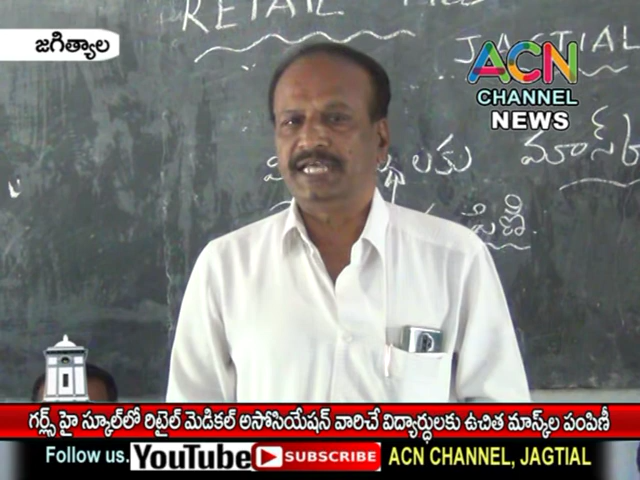 RETAIL
JAGTIAL
జగిత్యాల
ACN
CHANNEL
NEWS
మాస్క
లకు
గర్ల్స్ హై స్కూల్‌లో రిటైల్ మెడికల్ అసోసియేషన్ వారిచే విద్యార్థులకు ఉచిత మాస్క్‌ల పంపిణీ
Follow us. YouTube SUBSCRIBE ACN CHANNEL, JAGTIAL